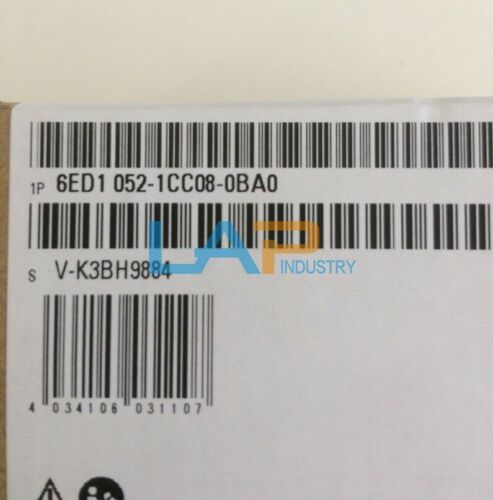 1P 6ED1 052-1CC08-0BA0
LAP
INDUSTRY
S V-K3BH9884
4 034106 031107